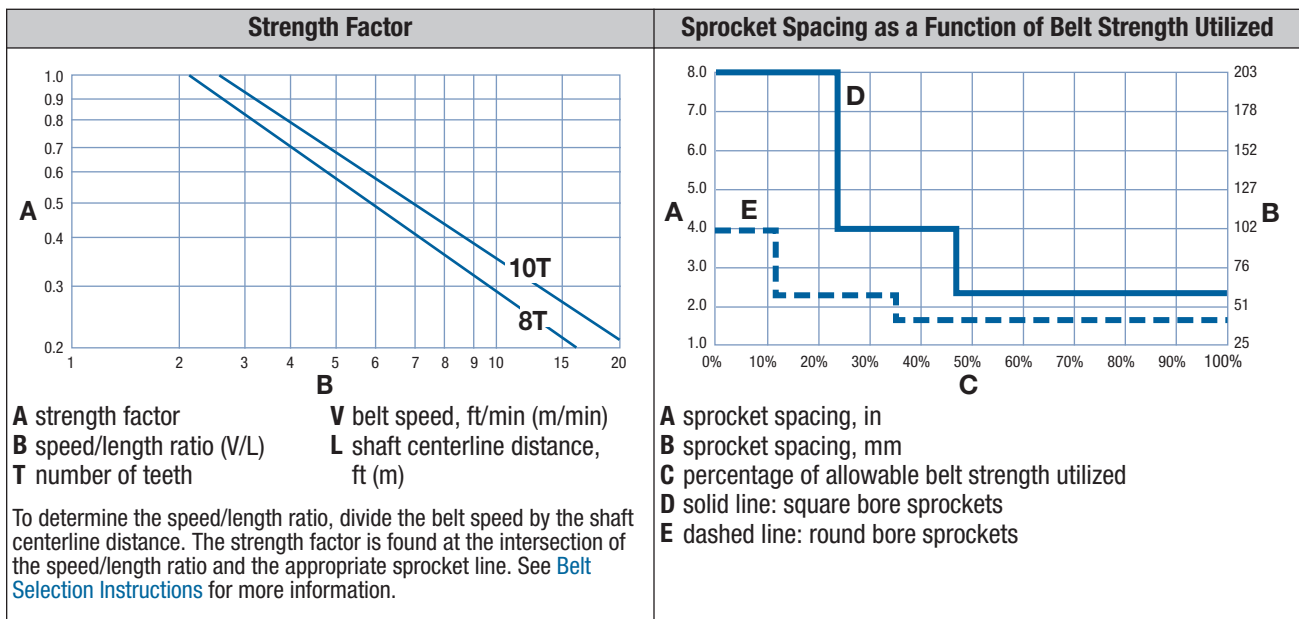 Strength Factor
1.0
0.9
0.8
0.7
0.6
0.5
0.4
0.3
0.2
A
10T
8T
1 2 3 4 5 6 7 8 9 10 15 20
B
A strength factor
B speed/length ratio (V/L)
T number of teeth
V belt speed, ft/min (m/min)
L shaft centerline distance,
ft (m)
To determine the speed/length ratio, divide the belt speed by the shaft
centerline distance. The strength factor is found at the intersection of
the speed/length ratio and the appropriate sprocket line. See Belt
Selection Instructions for more information.
Sprocket Spacing as a Function of Belt Strength Utilized
8.0
7.0
6.0
5.0
4.0
3.0
2.0
1.0
A
D
E
203
178
152
127
102
76
51
25
B
0% 10% 20% 30% 40% 50% 60% 70% 80% 90% 100%
C
A sprocket spacing, in
B sprocket spacing, mm
C percentage of allowable belt strength utilized
D solid line: square bore sprockets
E dashed line: round bore sprockets